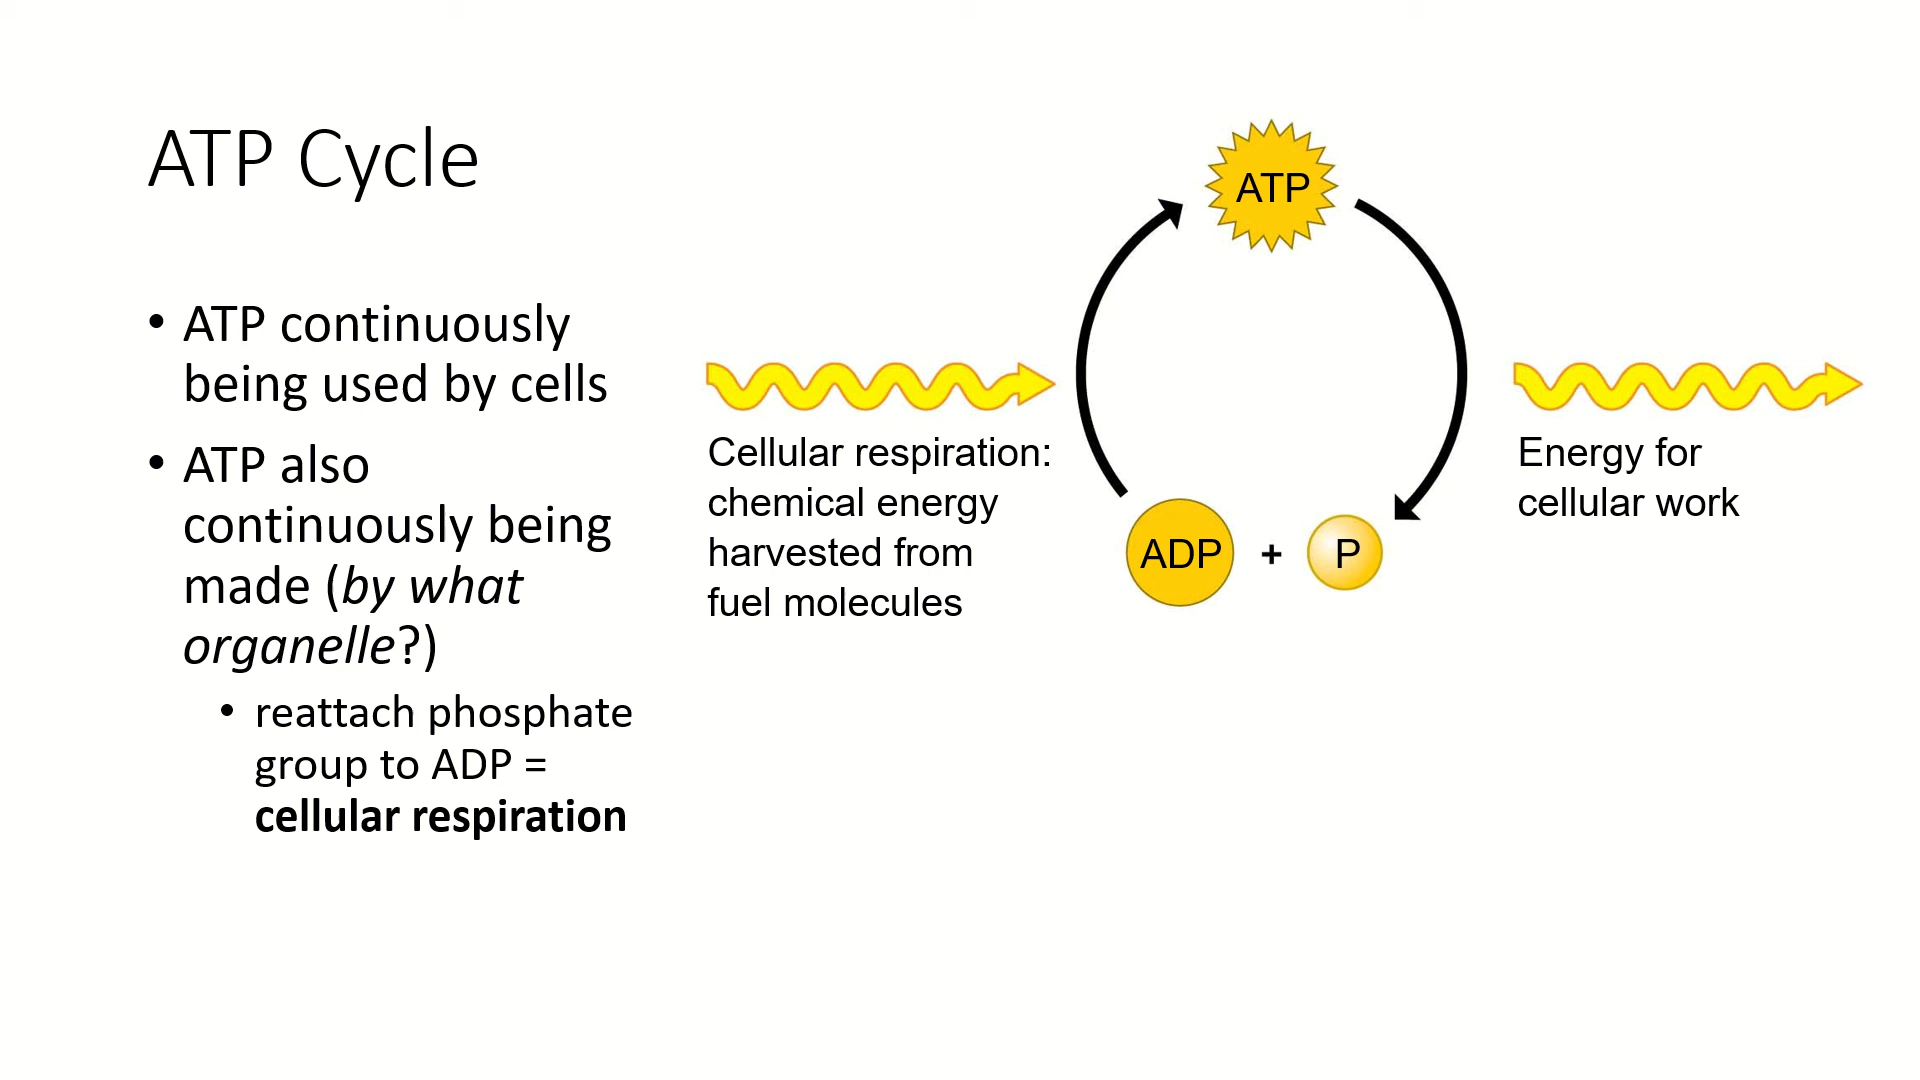 ATP Cycle
• ATP continuously
being used by cells
• ATP also
continuously being
made (by what
organelle?)
• reattach phosphate
group to ADP =
cellular respiration
ATP
Cellular respiration:
chemical energy
harvested from
fuel molecules
ADP + P
Energy for
cellular work